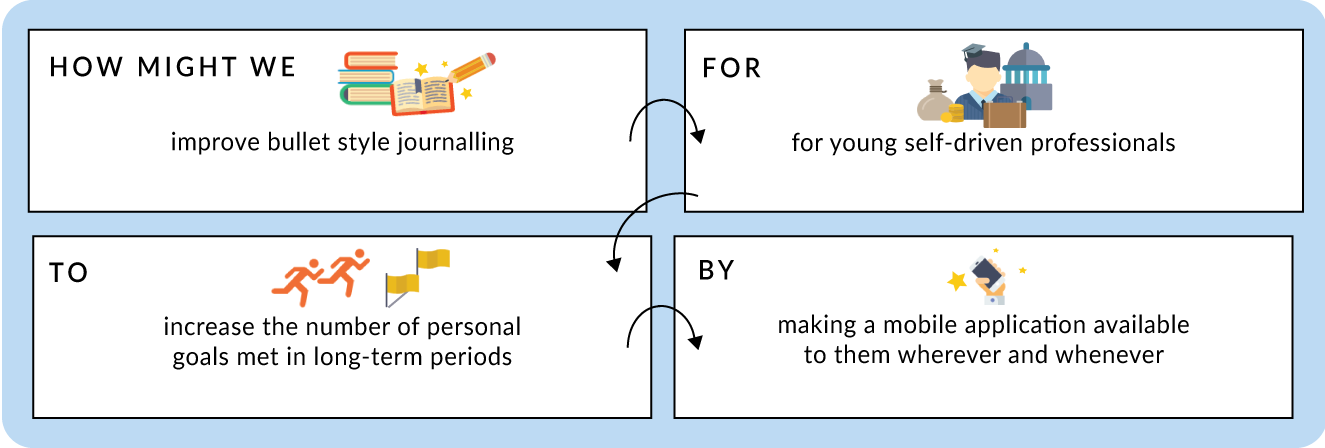 HOW MIGHT WE
improve bullet style journalling
FOR
for young self-driven professionals
TO
increase the number of personal
goals met in long-term periods
BY
making a mobile application available
to them wherever and whenever